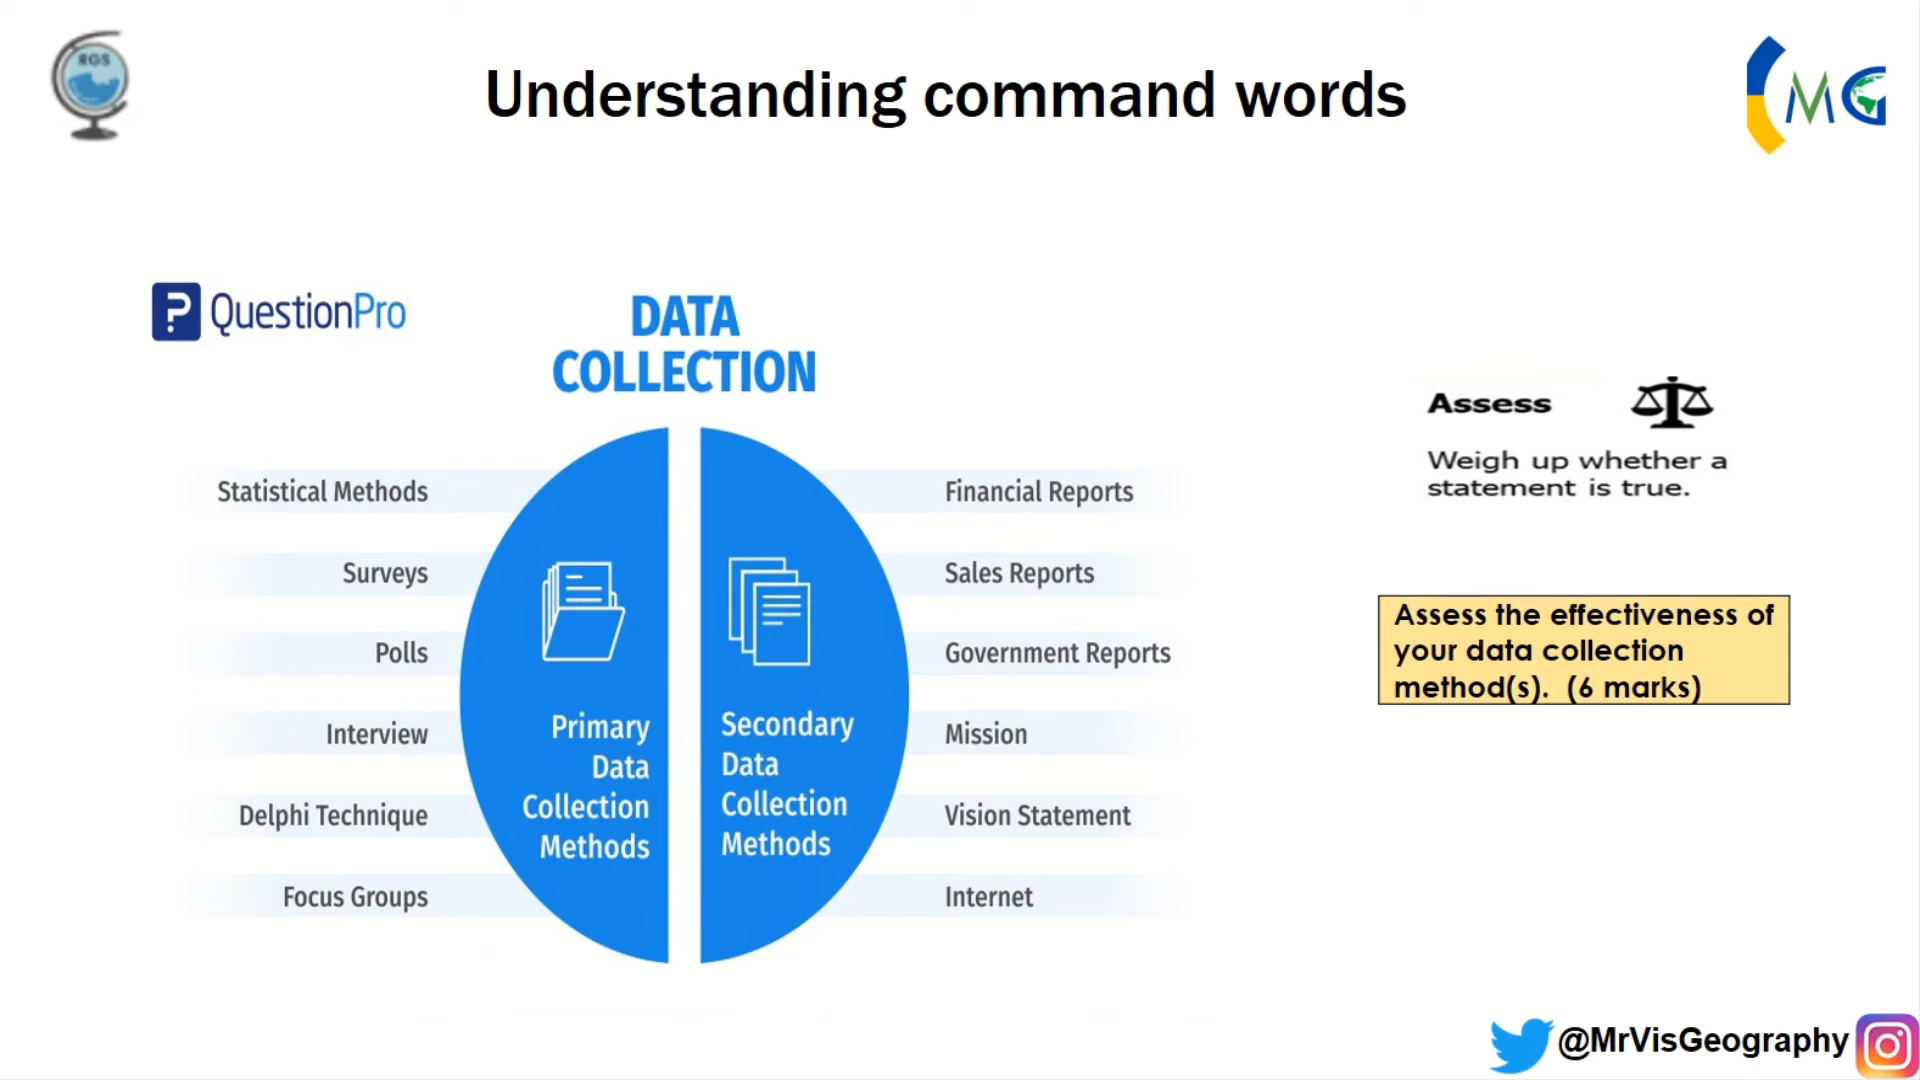 RGS
Understanding command words
MG
QuestionPro
DATA
COLLECTION
Statistical Methods
Surveys
Polls
Interview
Delphi Technique
Focus Groups
Primary
Data
Collection
Methods
Secondary
Data
Collection
Methods
Financial Reports
Sales Reports
Government Reports
Mission
Vision Statement
Internet
Assess
Weigh up whether a
statement is true.
Assess the effectiveness of
your data collection
method(s). (6 marks)
@MrVisGeography